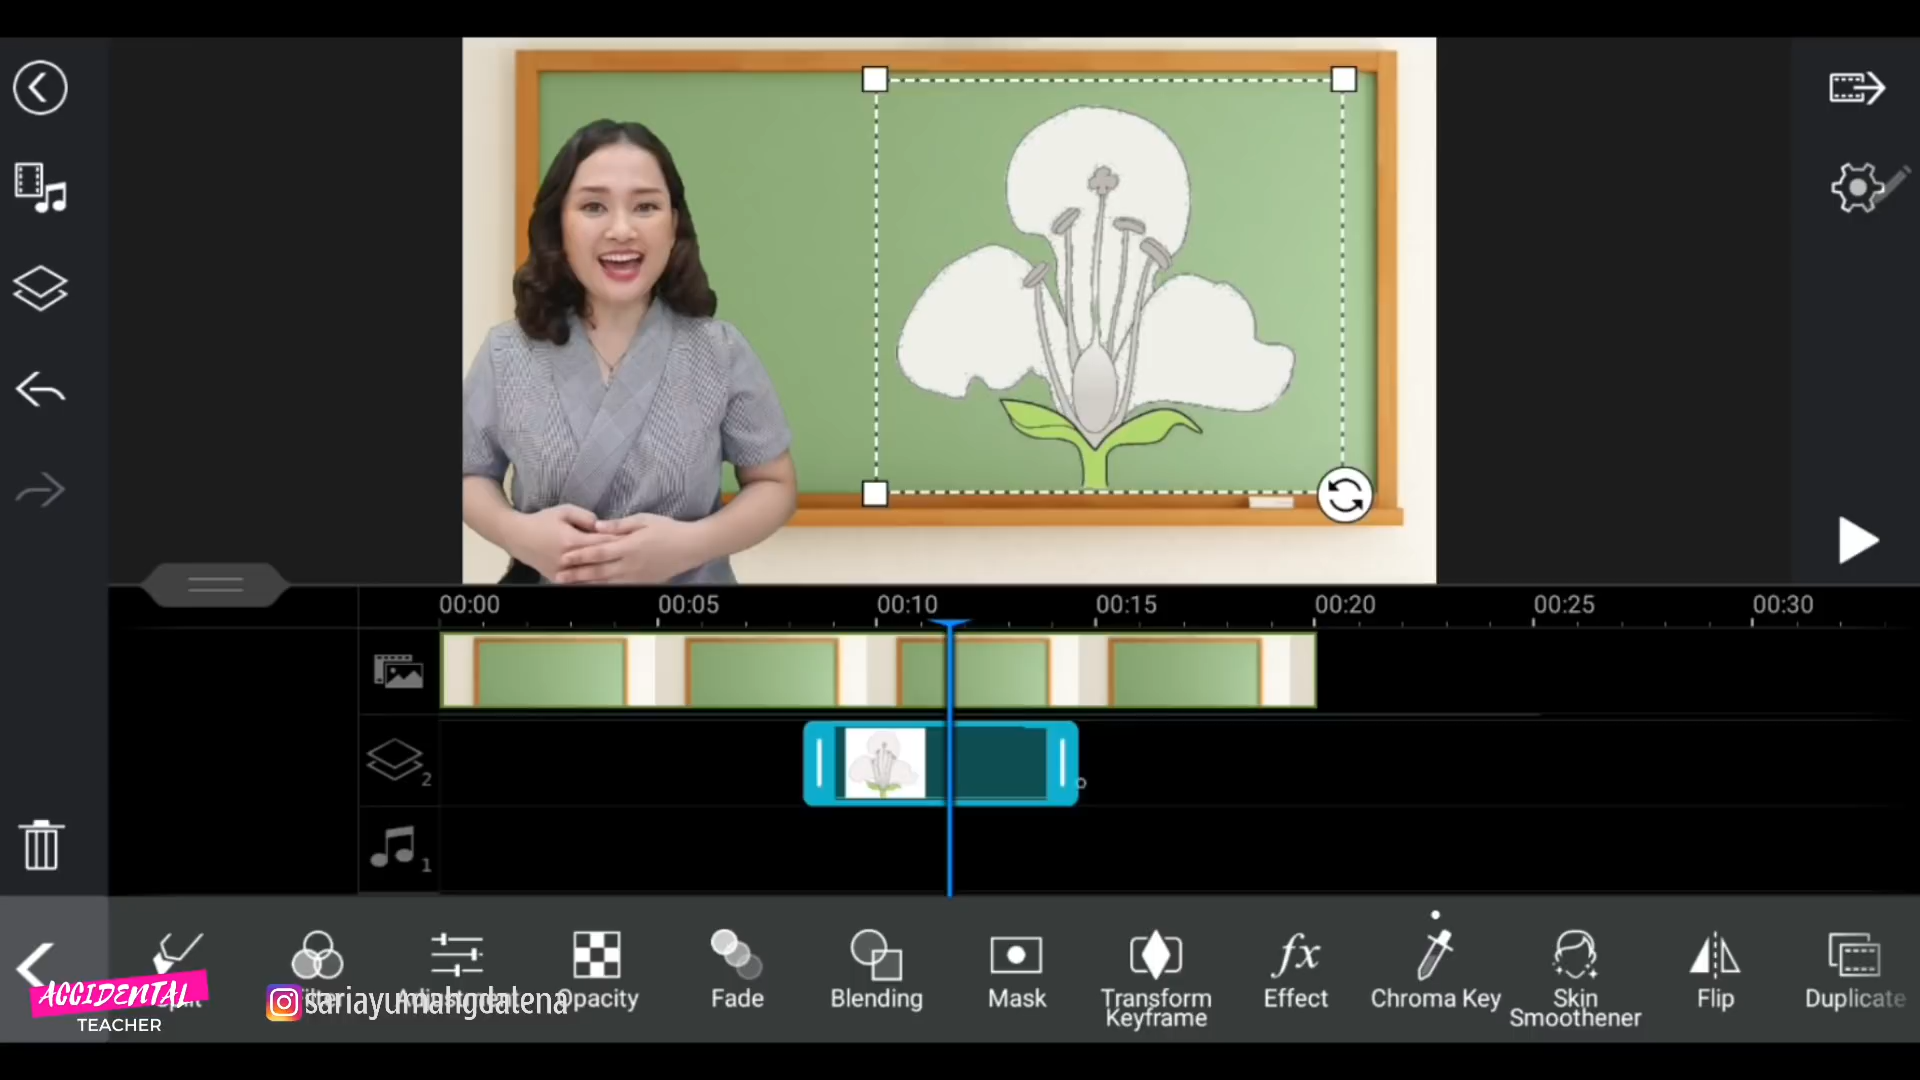 00:00 00:05 00:10 00:15 00:20 00:25 00:30
2
1
Opacity Fade Blending Mask Transform Keyframe Effect Chroma Key Skin Smoothener Flip Duplicate
ACCIDENTAL
TEACHER